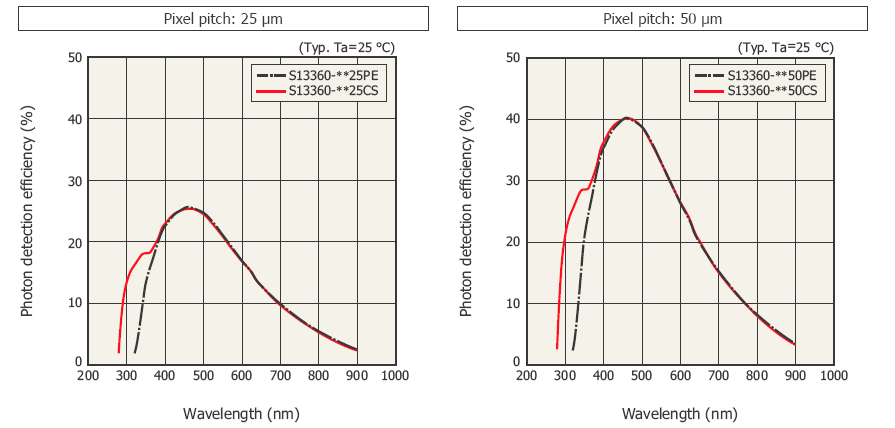 Pixel pitch: 25 μm
(Typ. Ta=25 °C)
S13360-**25PE
S13360-**25CS
Photon detection efficiency (%)
50
40
30
20
10
0
200 300 400 500 600 700 800 900 1000
Wavelength (nm)
Pixel pitch: 50 μm
(Typ. Ta=25 °C)
S13360-**50PE
S13360-**50CS
Photon detection efficiency (%)
50
40
30
20
10
0
200 300 400 500 600 700 800 900 1000
Wavelength (nm)